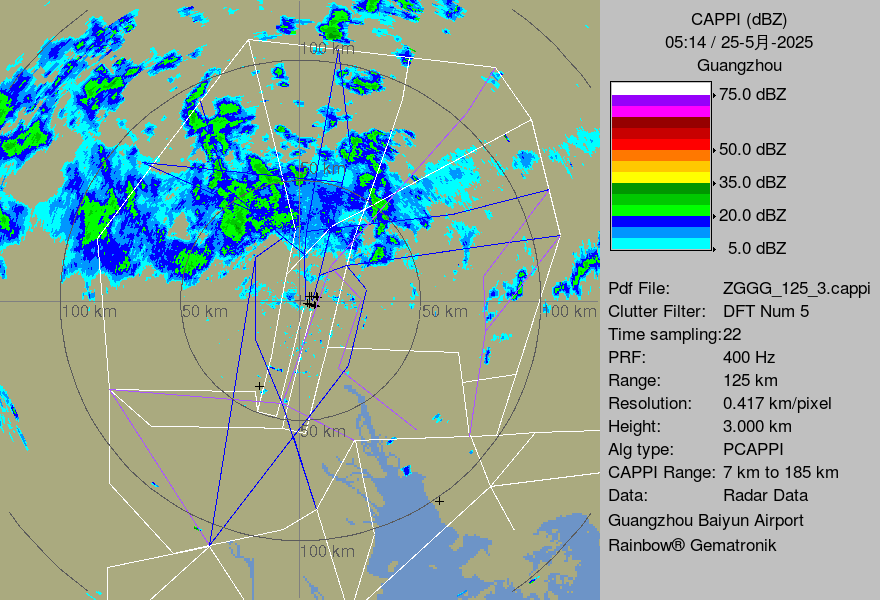 CAPPI (dBZ)
05:14 / 25-5月-2025
Guangzhou
75.0 dBZ
50.0 dBZ
35.0 dBZ
20.0 dBZ
5.0 dBZ
Pdf File: ZGGG_125_3.cappi
Clutter Filter: DFT Num 5
Time sampling:22
PRF: 400 Hz
Range: 125 km
Resolution: 0.417 km/pixel
Height: 3.000 km
Alg type: PCAPPI
CAPPI Range: 7 km to 185 km
Data: Radar Data
Guangzhou Baiyun Airport
Rainbow® Gematronik
100 km
50 km
100 km
50 km
50 km
100 km
50 km
100 km